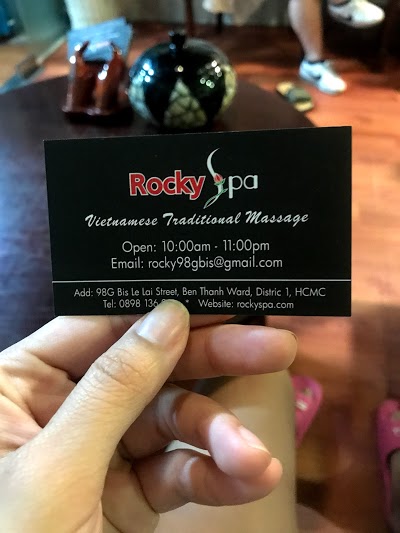 Rocky Spa
Vietnamese Traditional Massage
Open: 10:00am - 11:00pm
Email: rocky98gbis@gmail.com
Add: 98G Bis Le Lai Street, Ben Thanh Ward, Distric 1, HCMC
Tel: 0898 136 * Website: rockyspa.com